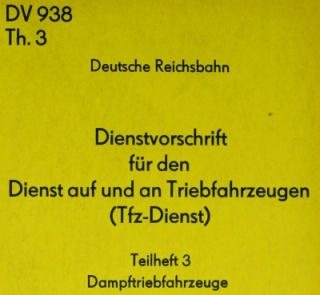 DV 938
Th. 3
Deutsche Reichsbahn
Dienstvorschrift
für den
Dienst auf und an Triebfahrzeugen
(Tfz-Dienst)
Teilheft 3
Dampftriebfahrzeuge